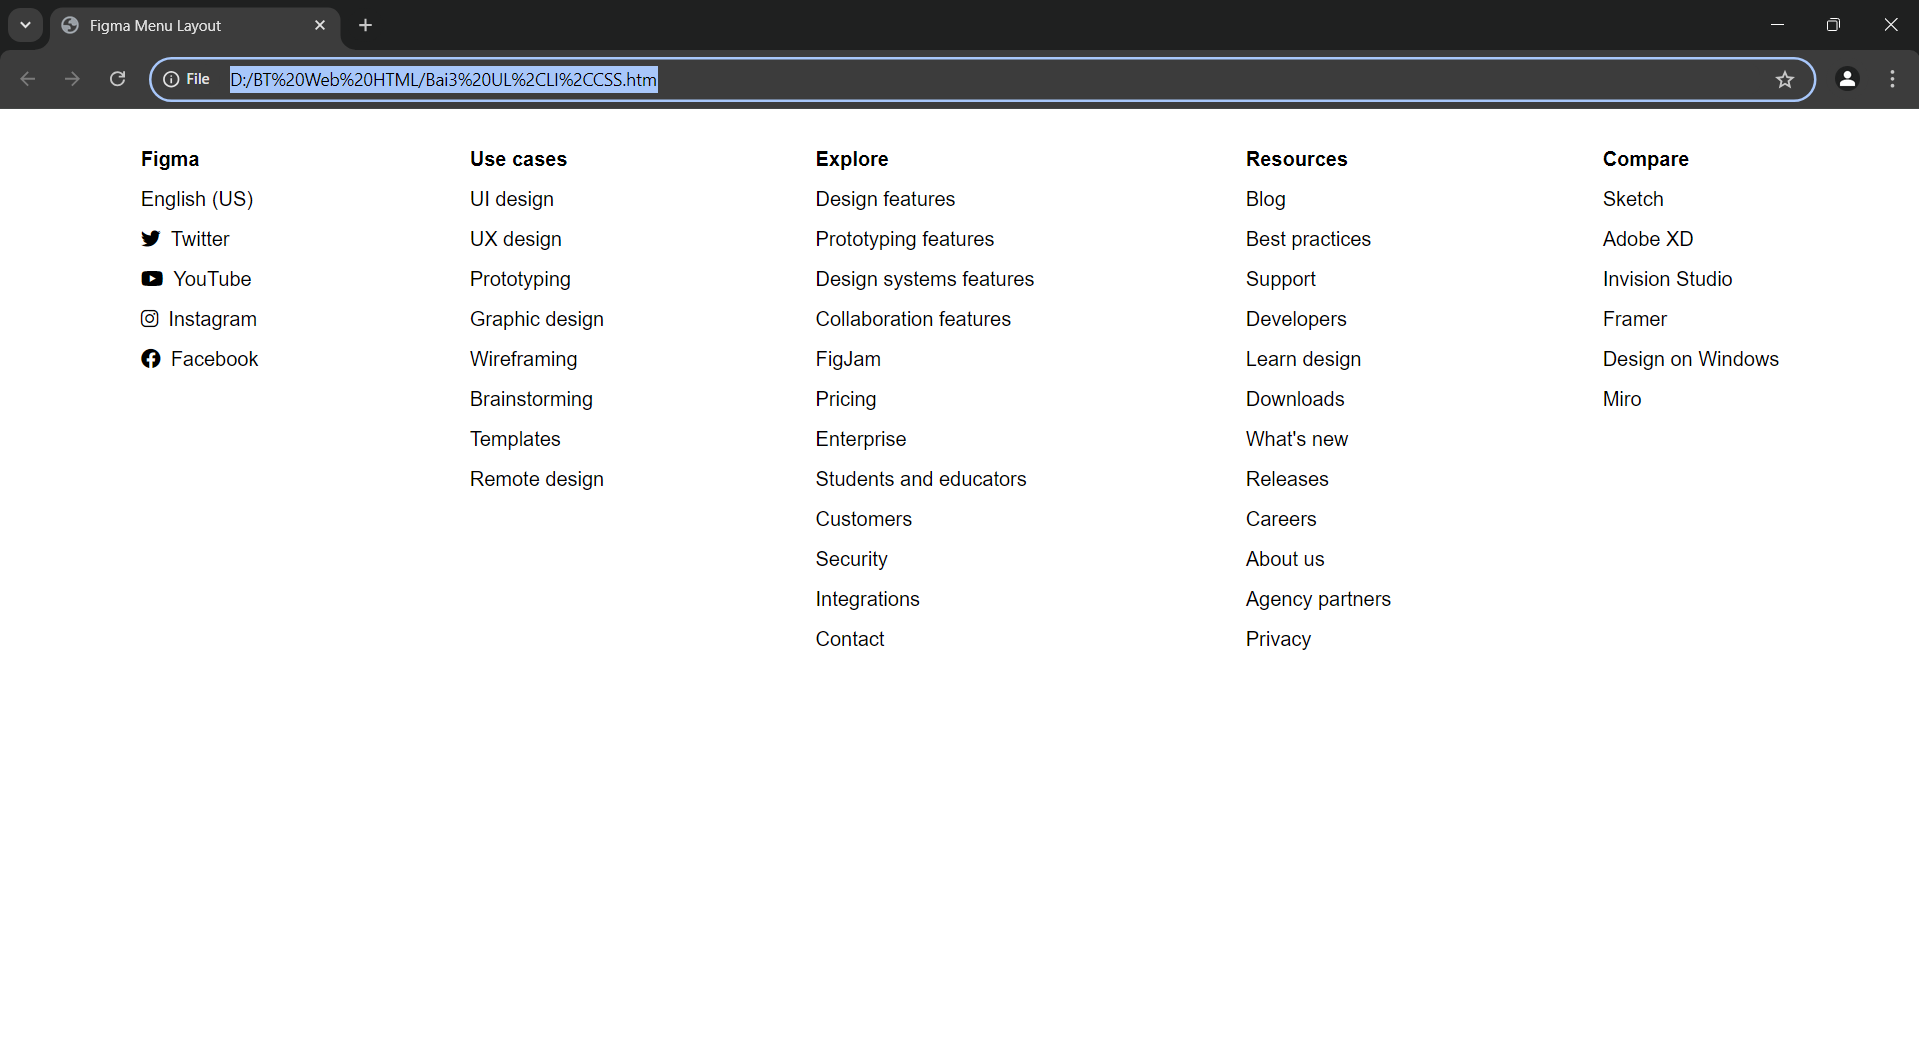 Figma Menu Layout
File D:/BT%20Web%20HTML/Bai3%20UL%2CLI%2CCSS.htm
Figma
English (US)
Twitter
YouTube
Instagram
Facebook
Use cases
UI design
UX design
Prototyping
Graphic design
Wireframing
Brainstorming
Templates
Remote design
Explore
Design features
Prototyping features
Design systems features
Collaboration features
FigJam
Pricing
Enterprise
Students and educators
Customers
Security
Integrations
Contact
Resources
Blog
Best practices
Support
Developers
Learn design
Downloads
What's new
Releases
Careers
About us
Agency partners
Privacy
Compare
Sketch
Adobe XD
Invision Studio
Framer
Design on Windows
Miro